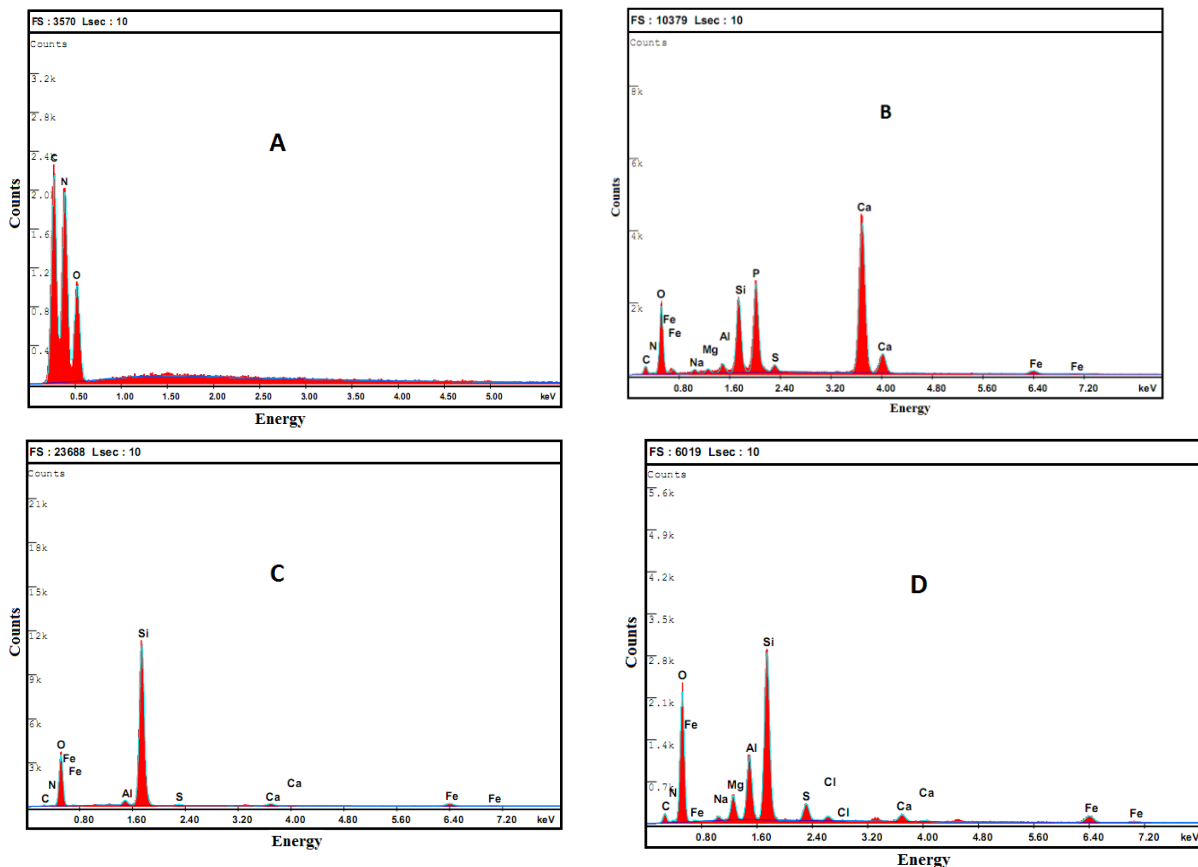 FS : 3570 Lsec : 10
Counts
3.2k
2.8k
2.4k
2.0k
1.6k
1.2k
0.8k
0.4k
C
N
O
A
Counts
0.50 1.00 1.50 2.00 2.50 3.00 3.50 4.00 4.50 5.00 keV
Energy
FS : 10379 Lsec : 10
Counts
8k
6k
4k
2k
B
Counts
C N O Fe Fe Na Mg Al Si P S Ca Ca Fe Fe
0.80 1.60 2.40 3.20 4.00 4.80 5.60 6.40 7.20 keV
Energy
FS : 23688 Lsec : 10
Counts
21k
18k
15k
12k
9k
6k
3k
C
Counts
C N O Fe Fe Al Si S Ca Ca Fe Fe
0.80 1.60 2.40 3.20 4.00 4.80 5.60 6.40 7.20 keV
Energy
FS : 6019 Lsec : 10
Counts
5.6k
4.9k
4.2k
3.5k
2.8k
2.1k
1.4k
0.7k
D
Counts
C N O Fe Fe Na Mg Al Si S Cl Cl Ca Ca Fe Fe
0.80 1.60 2.40 3.20 4.00 4.80 5.60 6.40 7.20 keV
Energy